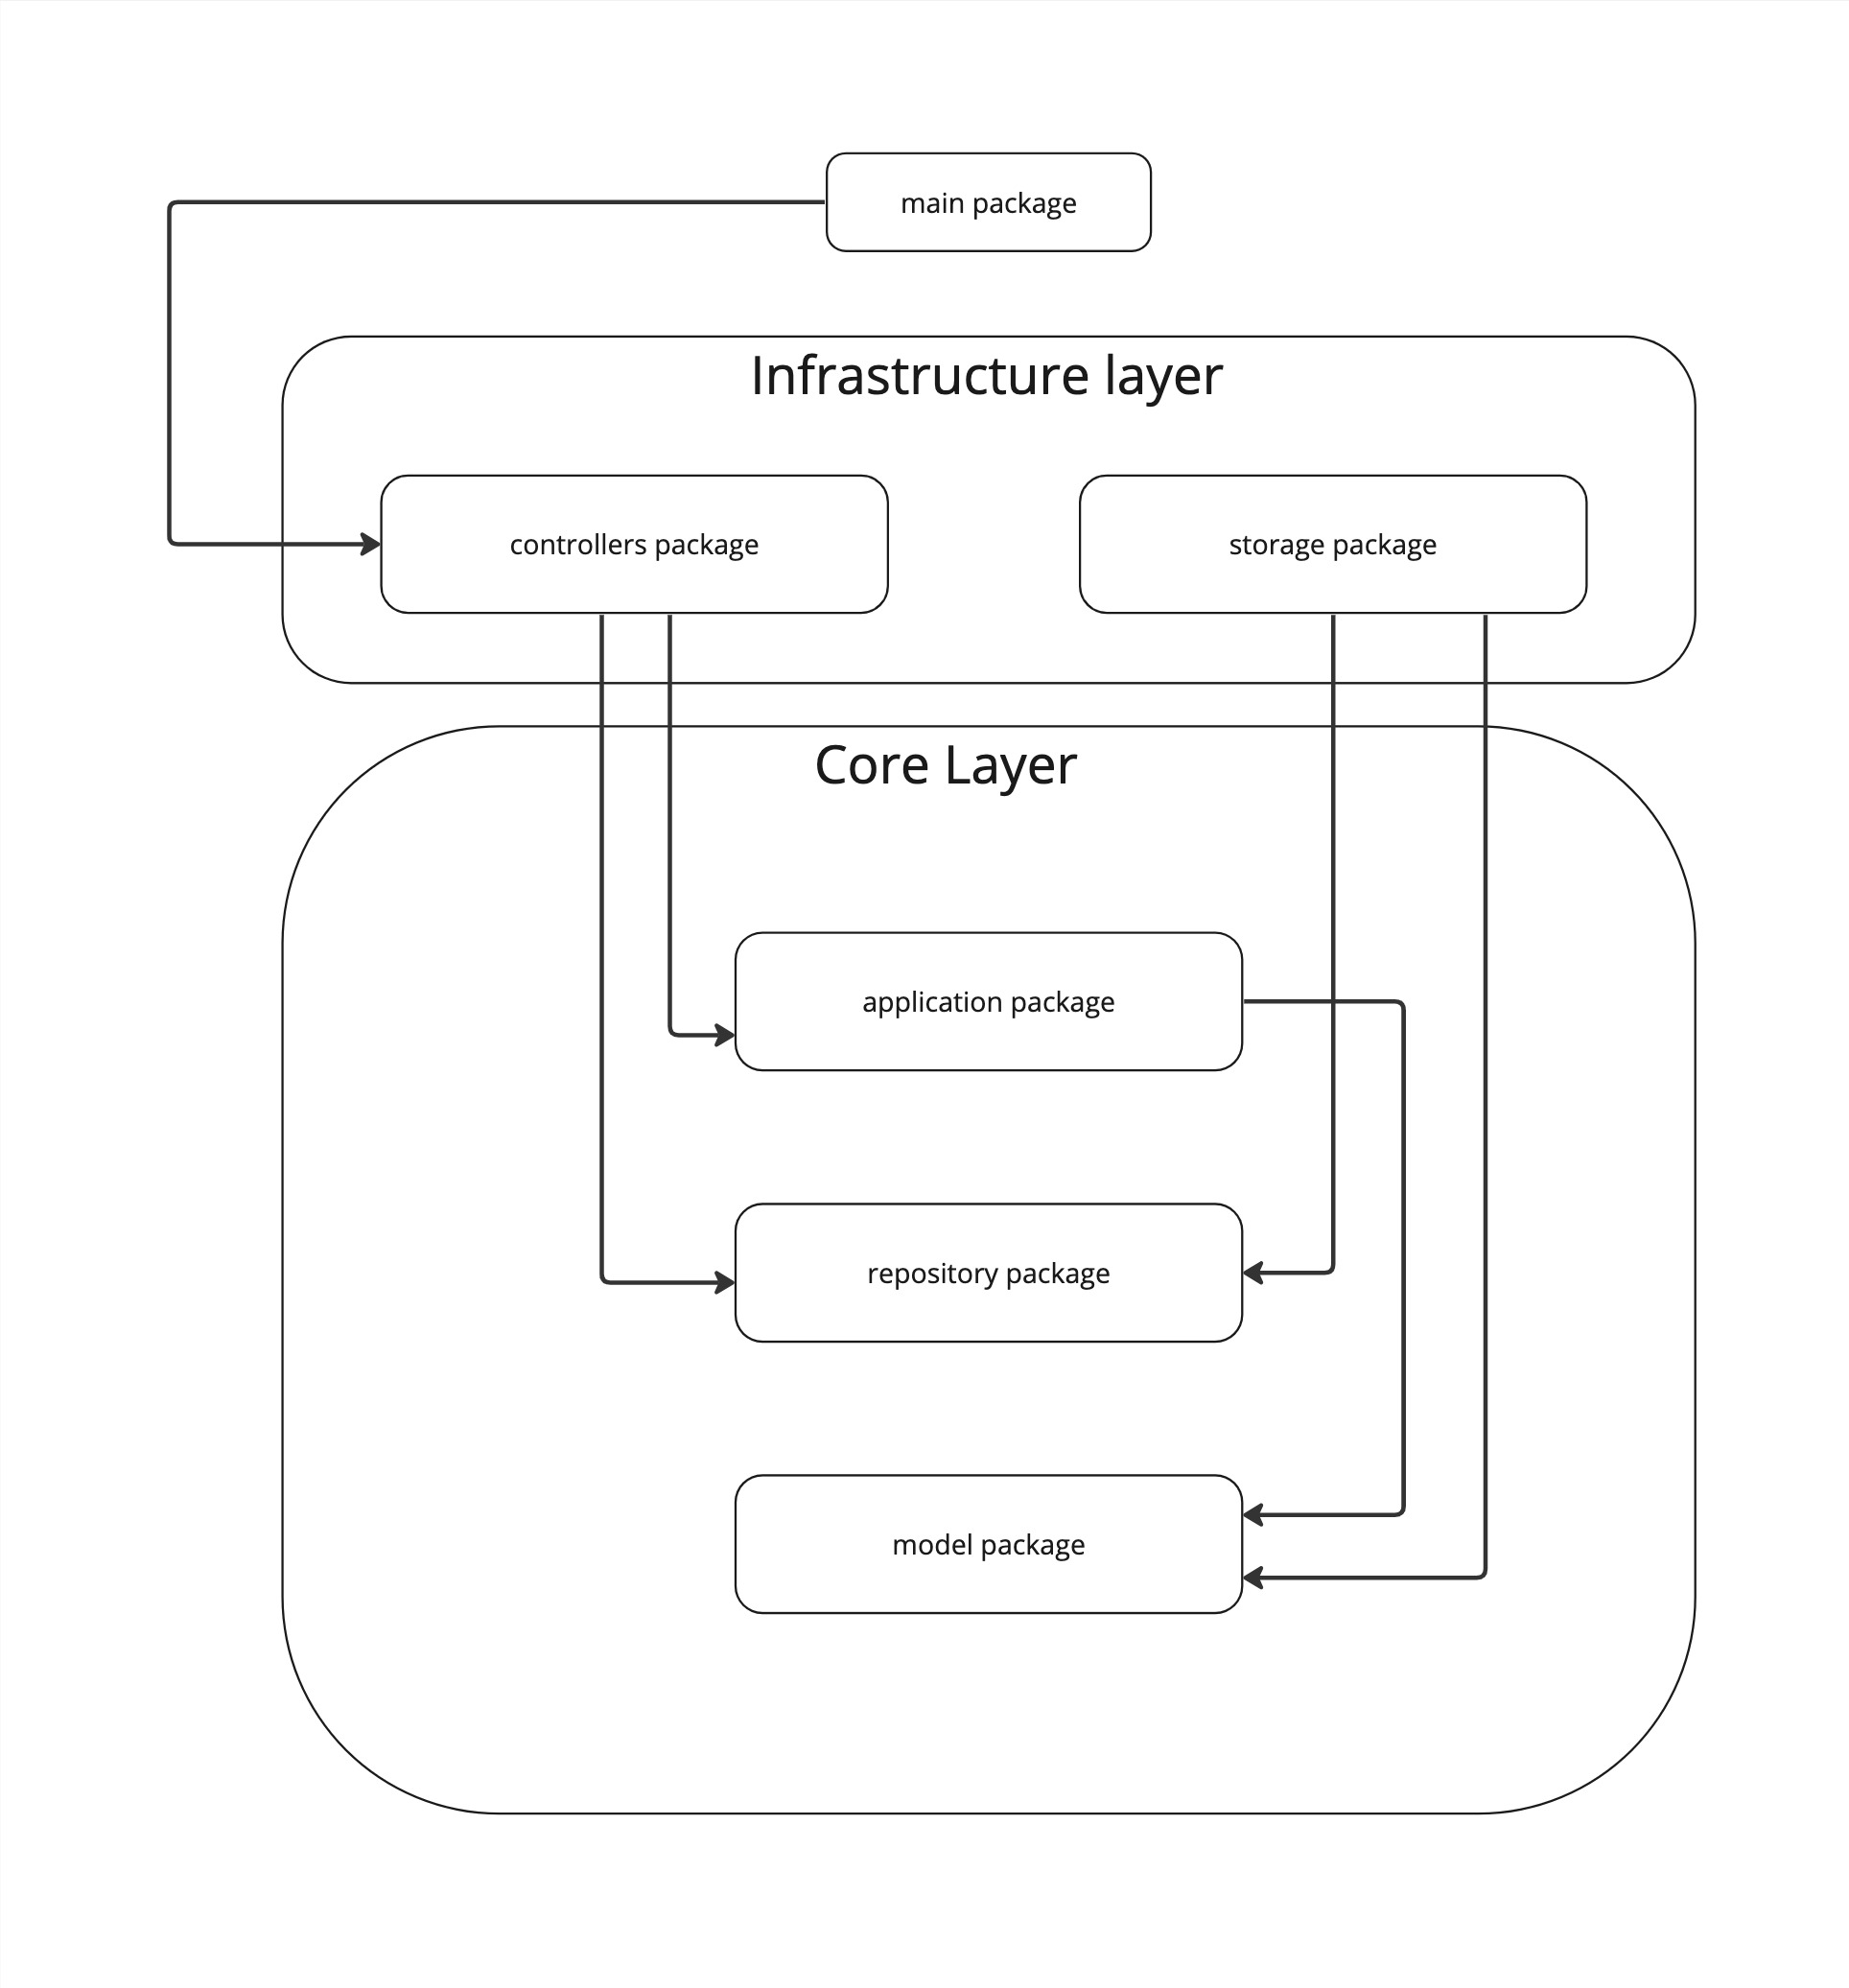 main package
Infrastructure layer
controllers package
storage package
Core Layer
application package
repository package
model package